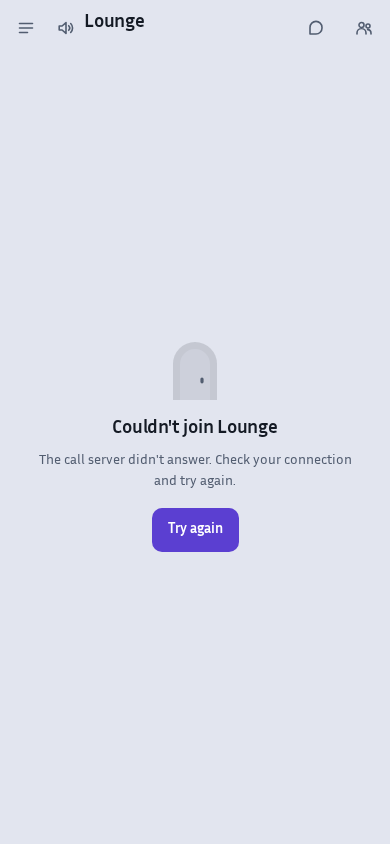 Lounge
Couldn't join Lounge
The call server didn't answer. Check your connection
and try again.
Try again